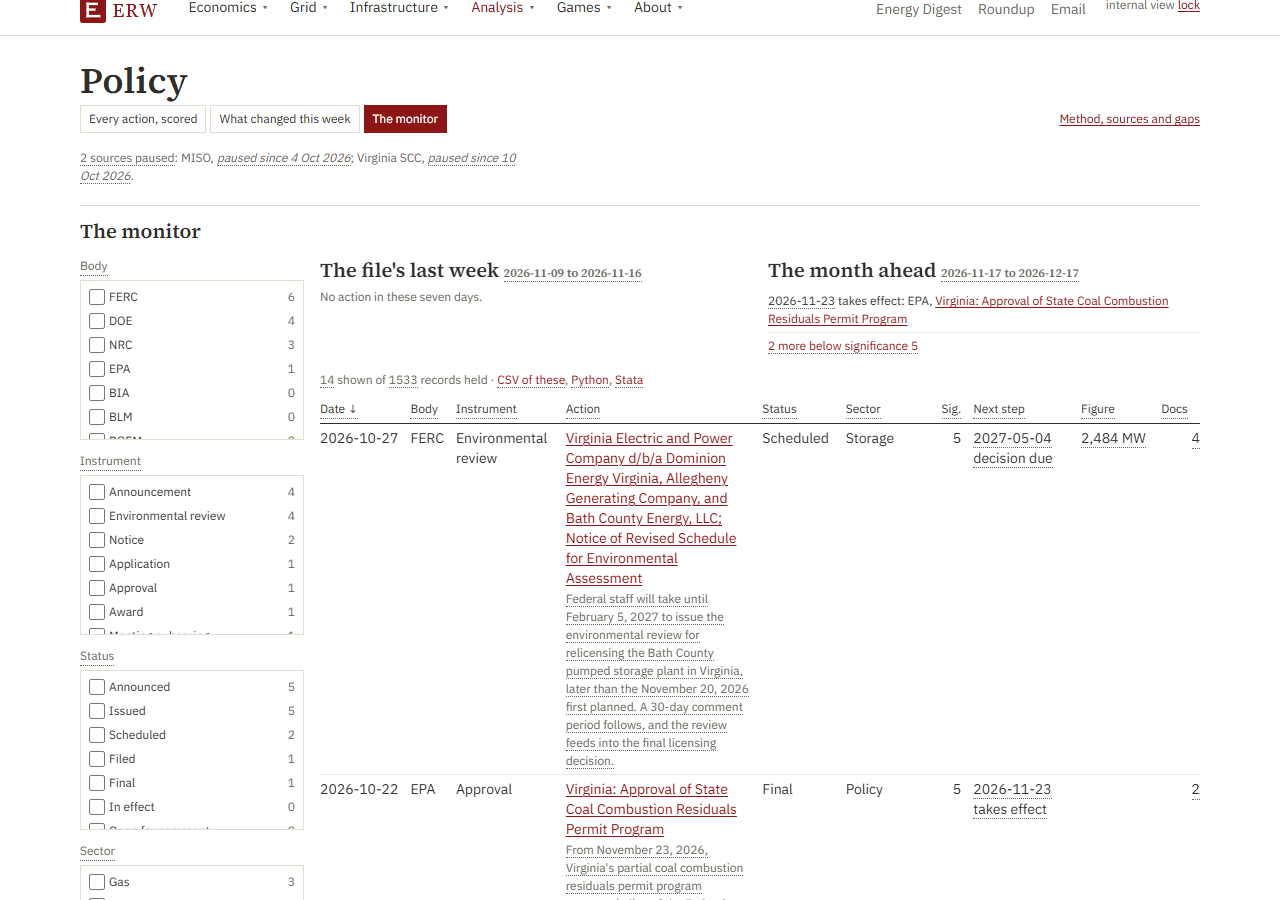 E ERW
Economics
Grid
Infrastructure
Analysis
Games
About
Energy Digest
Roundup
Email
internal view lock
Policy
Every action, scored
What changed this week
The monitor
Method, sources and gaps
2 sources paused: MISO, paused since 4 Oct 2026; Virginia SCC, paused since 10
Oct 2026.
The monitor
Body
FERC 6
DOE 4
NRC 3
EPA 1
BIA 0
BLM 0
Instrument
Announcement 4
Environmental review 4
Notice 2
Application 1
Approval 1
Award 1
Status
Announced 5
Issued 5
Scheduled 2
Filed 1
Final 1
In effect 0
Sector
Gas 3
The file's last week 2026-11-09 to 2026-11-16
No action in these seven days.
The month ahead 2026-11-17 to 2026-12-17
2026-11-23 takes effect: EPA, Virginia: Approval of State Coal Combustion
Residuals Permit Program
2 more below significance 5
14 shown of 1533 records held · CSV of these, Python, Stata
Date ↓ Body Instrument Action Status Sector Sig. Next step Figure Docs
2026-10-27 FERC
Environmental
review
Virginia Electric and Power
Company d/b/a Dominion
Energy Virginia, Allegheny
Generating Company, and
Bath County Energy, LLC;
Notice of Revised Schedule
for Environmental
Assessment
Federal staff will take until
February 5, 2027 to issue the
environmental review for
relicensing the Bath County
pumped storage plant in Virginia,
later than the November 20, 2026
first planned. A 30-day comment
period follows, and the review
feeds into the final licensing
decision.
Scheduled Storage 5
2027-05-04
decision due
2,484 MW 4
2026-10-22 EPA Approval
Virginia: Approval of State
Coal Combustion Residuals
Permit Program
From November 23, 2026,
Virginia's partial coal combustion
residuals permit program
Final Policy 5
2026-11-23
takes effect
2